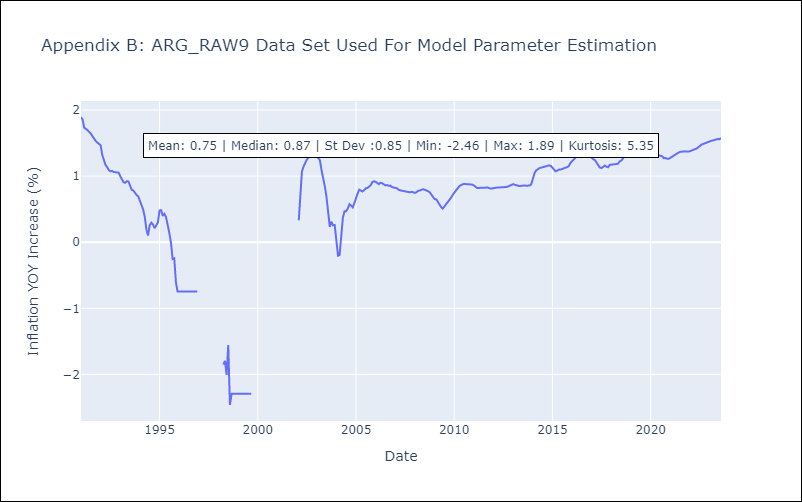 Appendix B: ARG_RAW9 Data Set Used For Model Parameter Estimation
Mean: 0.75 | Median: 0.87 | St Dev :0.85 | Min: -2.46 | Max: 1.89 | Kurtosis: 5.35
Inflation YOY Increase (%)
2
1
0
−1
−2
1995
2000
2005
2010
2015
2020
Date